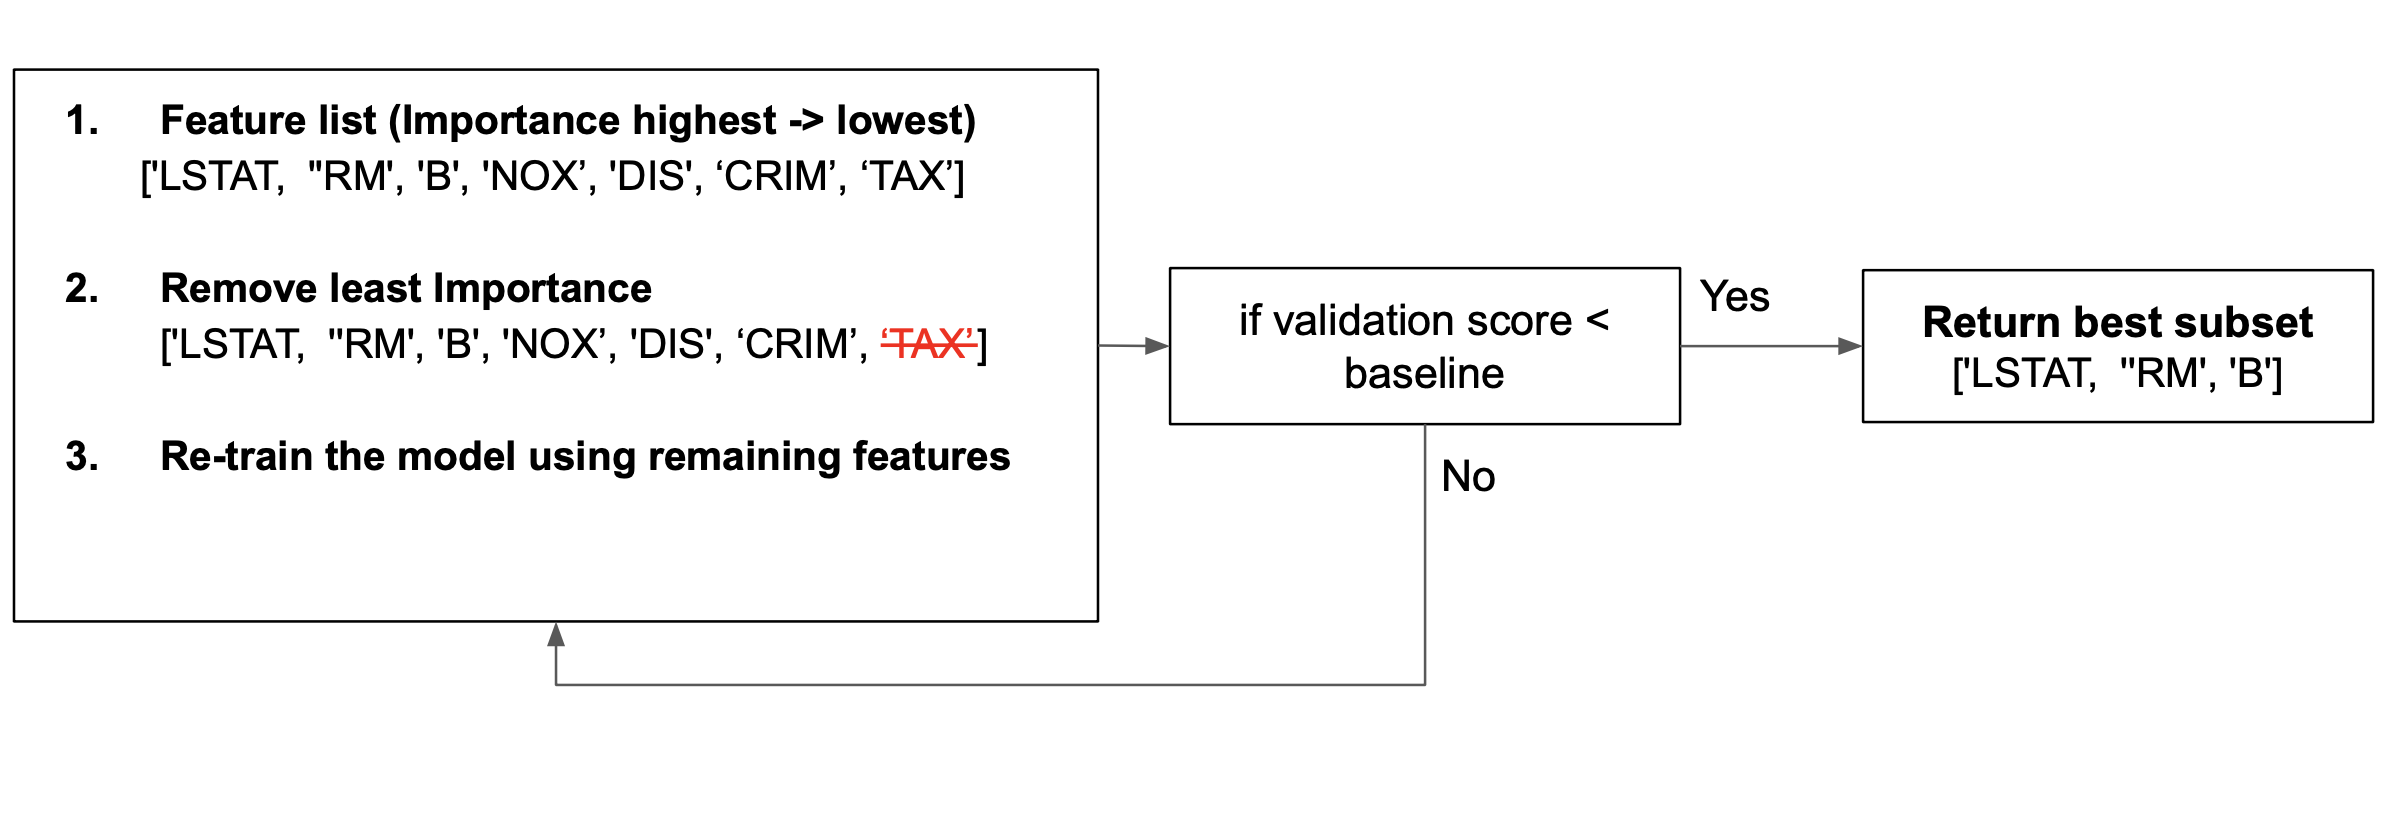 1. Feature list (Importance highest -> lowest)
['LSTAT, "RM', 'B', 'NOX’, 'DIS', ‘CRIM’, ‘TAX’]
2. Remove least Importance
['LSTAT, "RM', 'B', 'NOX’, 'DIS', ‘CRIM’, ‘TAX’]
3. Re-train the model using remaining features
if validation score <
baseline
Yes
No
Return best subset
['LSTAT, "RM', 'B']